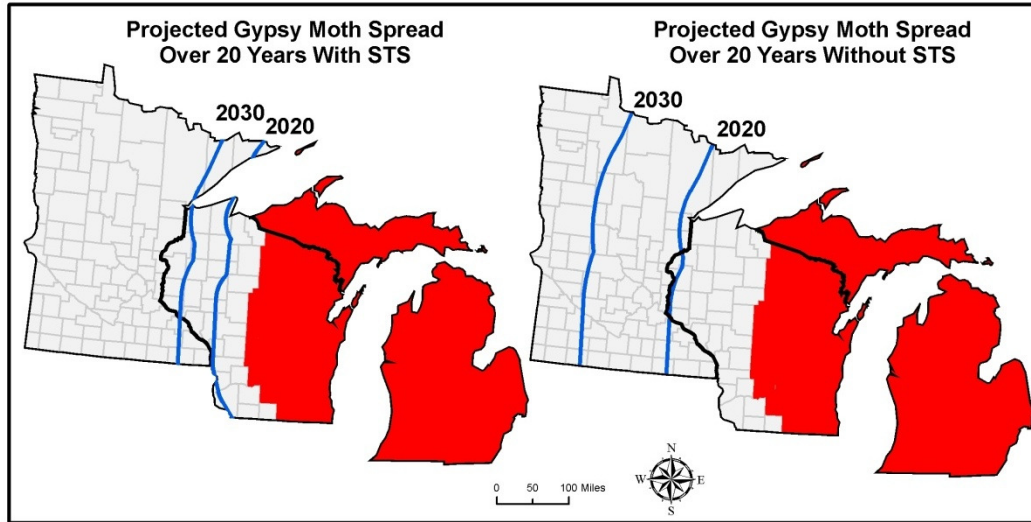 Projected Gypsy Moth Spread
Over 20 Years With STS
2030
2020
Projected Gypsy Moth Spread
Over 20 Years Without STS
2030
2020
N
W E
S
0 50 100 Miles